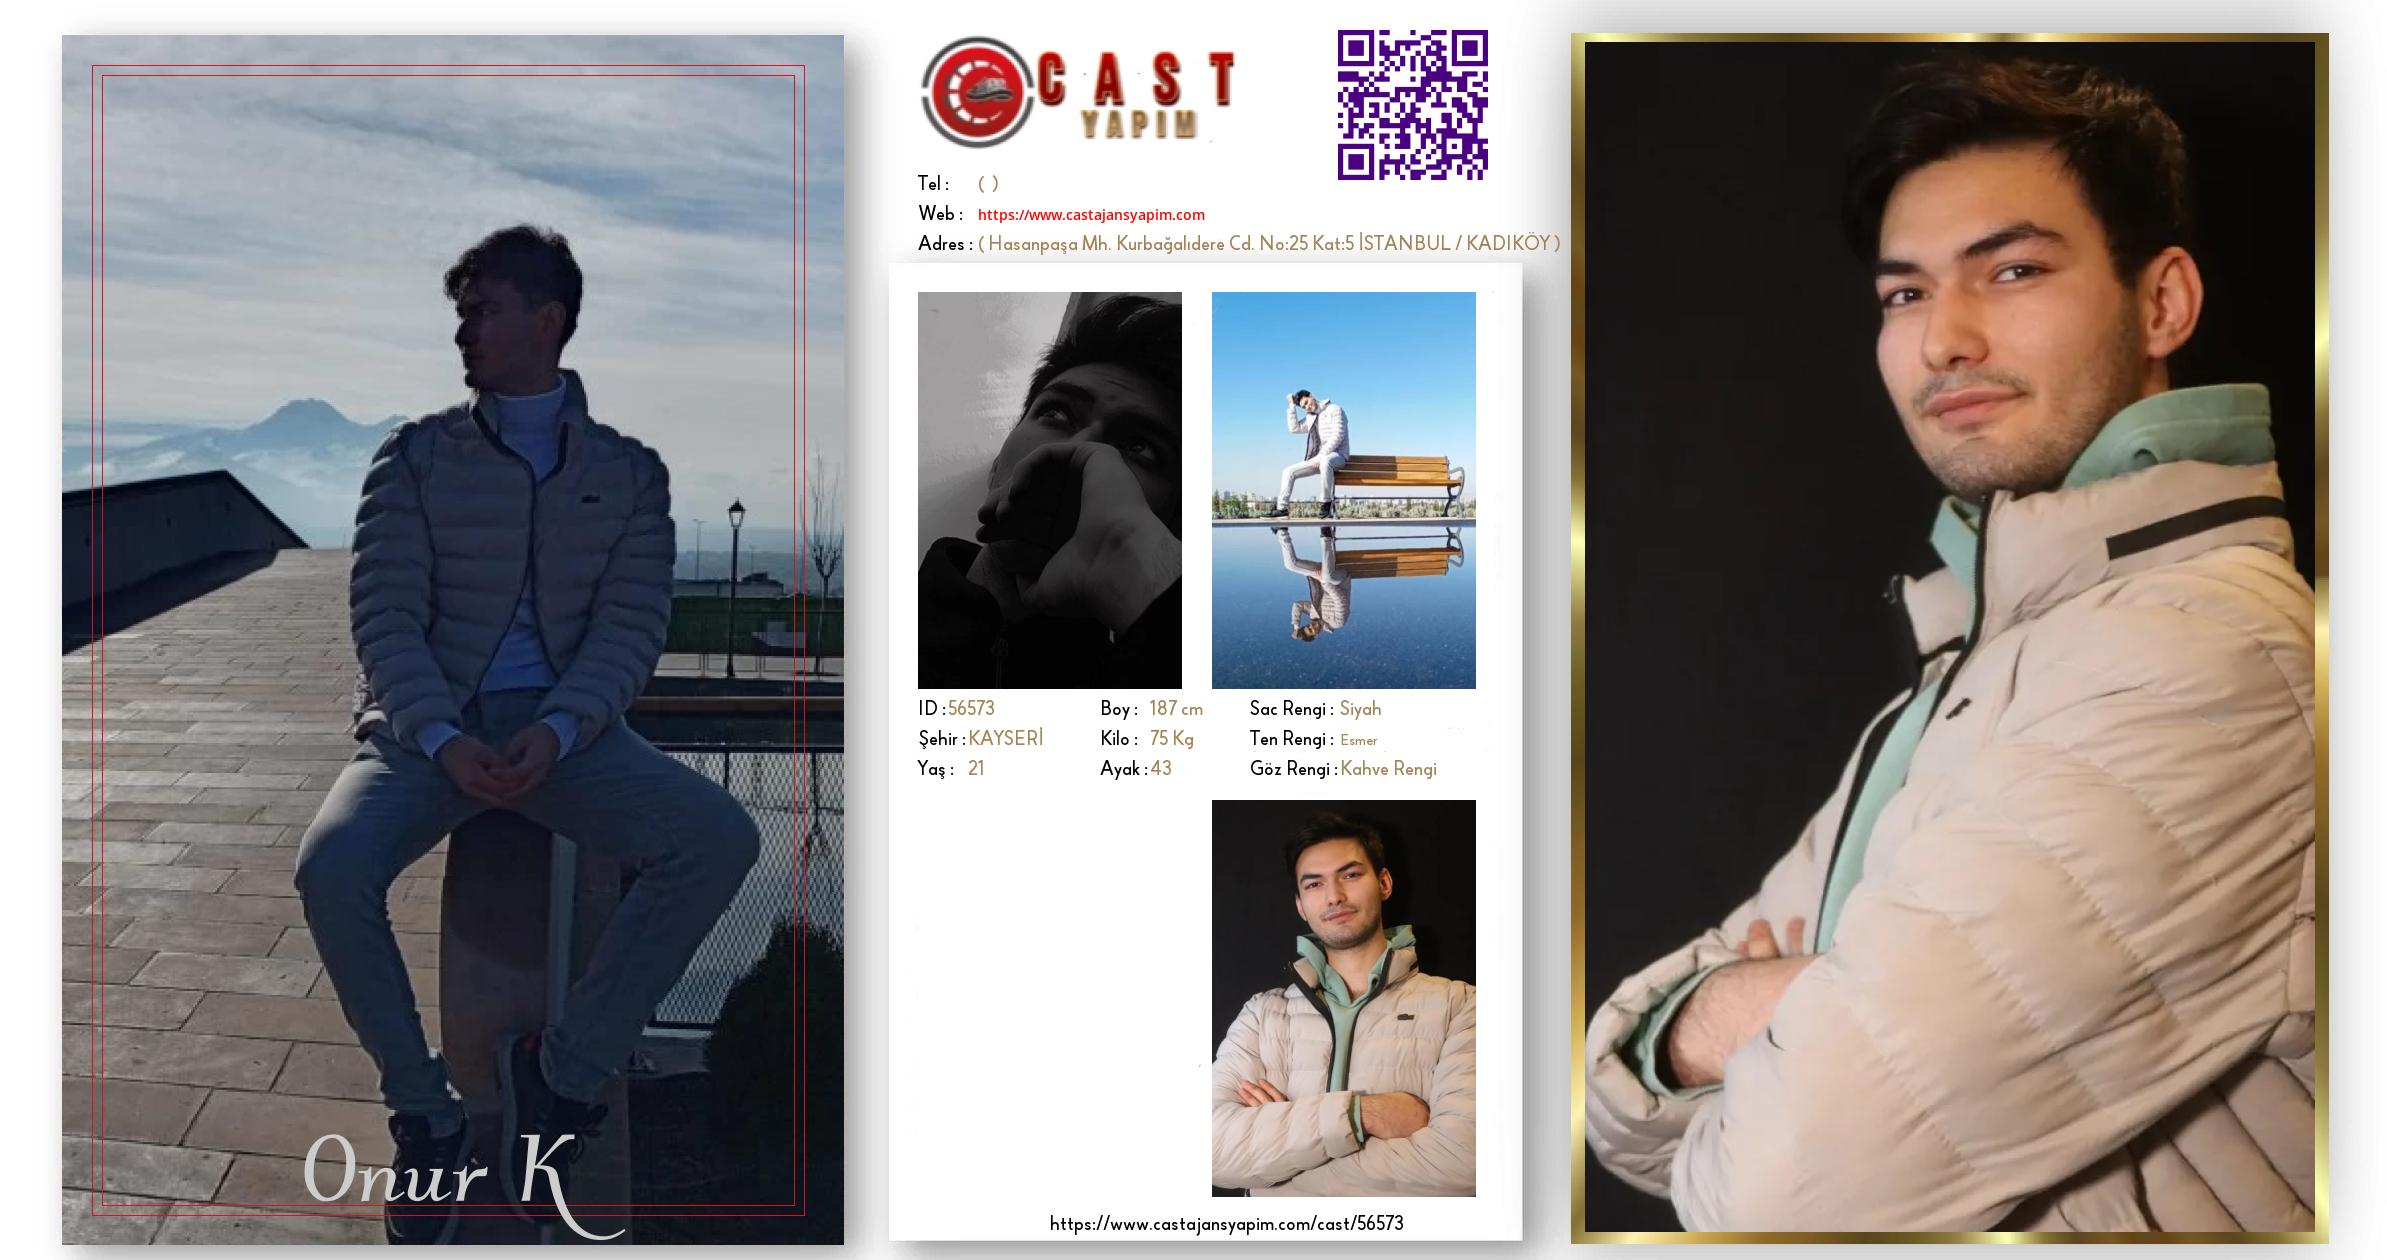 Onur K
CAST
YAPIM
Tel : ( )
Web : https://www.castajansyapim.com
Adres : ( Hasanpaşa Mh. Kurbağalıdere Cd. No:25 Kat:5 İSTANBUL / KADIKÖY )
ID : 56573 Boy : 187 cm Sac Rengi : Siyah
Şehir : KAYSERİ Kilo : 75 Kg Ten Rengi : Esmer
Yaş : 21 Ayak : 43 Göz Rengi : Kahve Rengi
https://www.castajansyapim.com/cast/56573